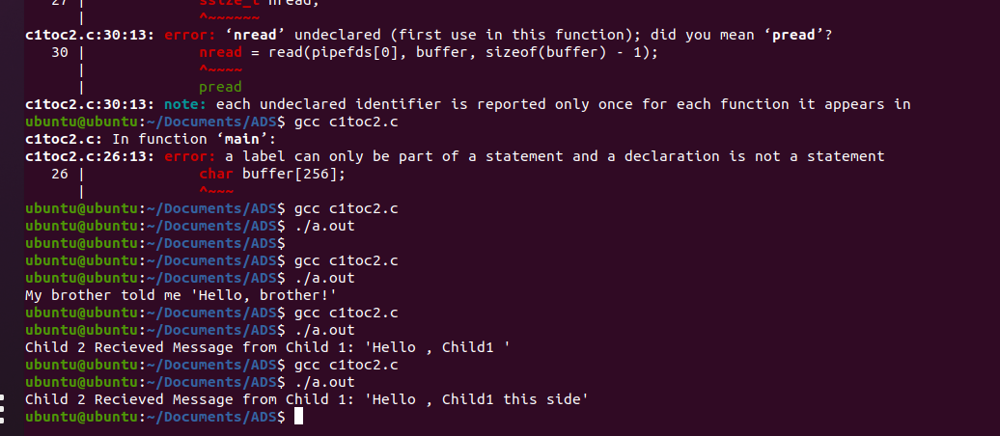 27 | ssize_t nread;
| ^~~~~~~
c1toc2.c:30:13: error: ‘nread’ undeclared (first use in this function); did you mean ‘pread’?
30 | nread = read(pipefds[0], buffer, sizeof(buffer) - 1);
| ^~~~~
| pread
c1toc2.c:30:13: note: each undeclared identifier is reported only once for each function it appears in
ubuntu@ubuntu:~/Documents/ADS$ gcc c1toc2.c
c1toc2.c: In function ‘main’:
c1toc2.c:26:13: error: a label can only be part of a statement and a declaration is not a statement
26 | char buffer[256];
| ^~~~
ubuntu@ubuntu:~/Documents/ADS$ gcc c1toc2.c
ubuntu@ubuntu:~/Documents/ADS$ ./a.out
ubuntu@ubuntu:~/Documents/ADS$
ubuntu@ubuntu:~/Documents/ADS$ gcc c1toc2.c
ubuntu@ubuntu:~/Documents/ADS$ ./a.out
My brother told me 'Hello, brother!'
ubuntu@ubuntu:~/Documents/ADS$ gcc c1toc2.c
ubuntu@ubuntu:~/Documents/ADS$ ./a.out
Child 2 Recieved Message from Child 1: 'Hello , Child1 '
ubuntu@ubuntu:~/Documents/ADS$ gcc c1toc2.c
ubuntu@ubuntu:~/Documents/ADS$ ./a.out
Child 2 Recieved Message from Child 1: 'Hello , Child1 this side'
ubuntu@ubuntu:~/Documents/ADS$